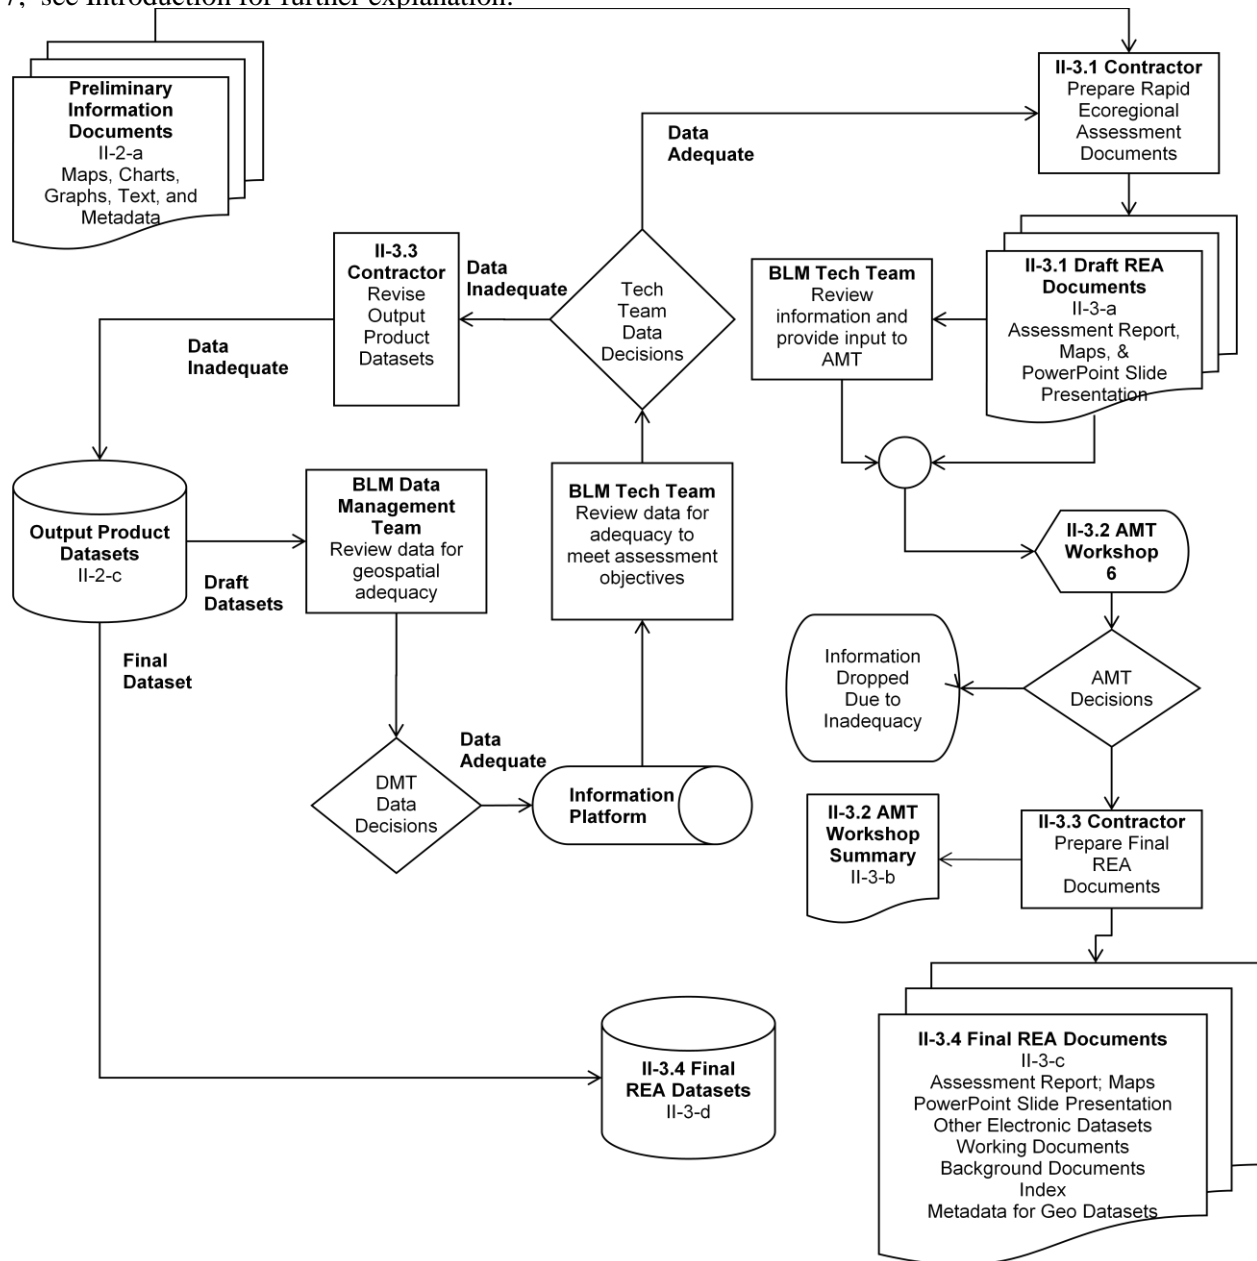 7, see Introduction for further explanation.
Preliminary
Information
Documents
II-2-a
Maps, Charts,
Graphs, Text, and
Metadata
II-3.1 Contractor
Prepare Rapid
Ecoregional
Assessment
Documents
Data
Adequate
II-3.3
Contractor
Revise
Output
Product
Datasets
Data
Inadequate
Tech
Team
Data
Decisions
BLM Tech Team
Review
information and
provide input to
AMT
II-3.1 Draft REA
Documents
II-3-a
Assessment Report,
Maps, &
PowerPoint Slide
Presentation
Data
Inadequate
Output Product
Datasets
II-2-c
Draft
Datasets
BLM Data
Management
Team
Review data for
geospatial
adequacy
BLM Tech Team
Review data for
adequacy to
meet assessment
objectives
II-3.2 AMT
Workshop
6
Final
Dataset
Information
Dropped
Due to
Inadequacy
AMT
Decisions
DMT
Data
Decisions
Data
Adequate
Information
Platform
II-3.2 AMT
Workshop
Summary
II-3-b
II-3.3 Contractor
Prepare Final
REA
Documents
II-3.4 Final
REA Datasets
II-3-d
II-3.4 Final REA Documents
II-3-c
Assessment Report; Maps
PowerPoint Slide Presentation
Other Electronic Datasets
Working Documents
Background Documents
Index
Metadata for Geo Datasets